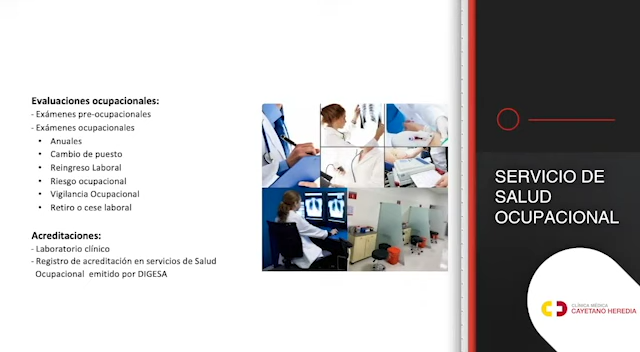 Evaluaciones ocupacionales:
- Exámenes pre-ocupacionales
- Exámenes ocupacionales
• Anuales
• Cambio de puesto
• Reingreso Laboral
• Riesgo ocupacional
• Vigilancia Ocupacional
• Retiro o cese laboral
Acreditaciones:
- Laboratorio clínico
- Registro de acreditación en servicios de Salud
Ocupacional emitido por DIGESA
SERVICIO DE
SALUD
OCUPACIONAL
CLÍNICA MÉDICA
CAYETANO HEREDIA